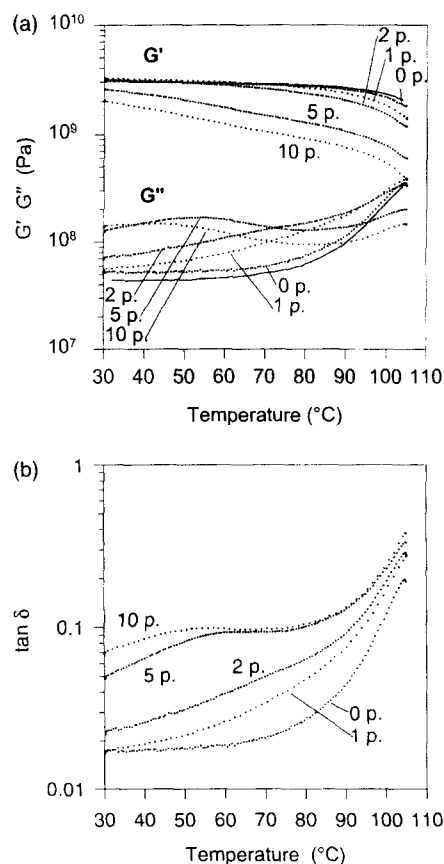 (a)
10¹⁰
G'
2 p.
1 p.
0 p.
5 p.
10⁹
10 p.
G' G" (Pa)
G"
10⁸
2 p.
5 p.
10 p.
0 p.
1 p.
10⁷
30 40 50 60 70 80 90 100 110
Temperature (°C)
(b)
1
tan δ
10 p.
0.1
5 p.
2 p.
0 p.
1 p.
0.01
30 40 50 60 70 80 90 100 110
Temperature (°C)